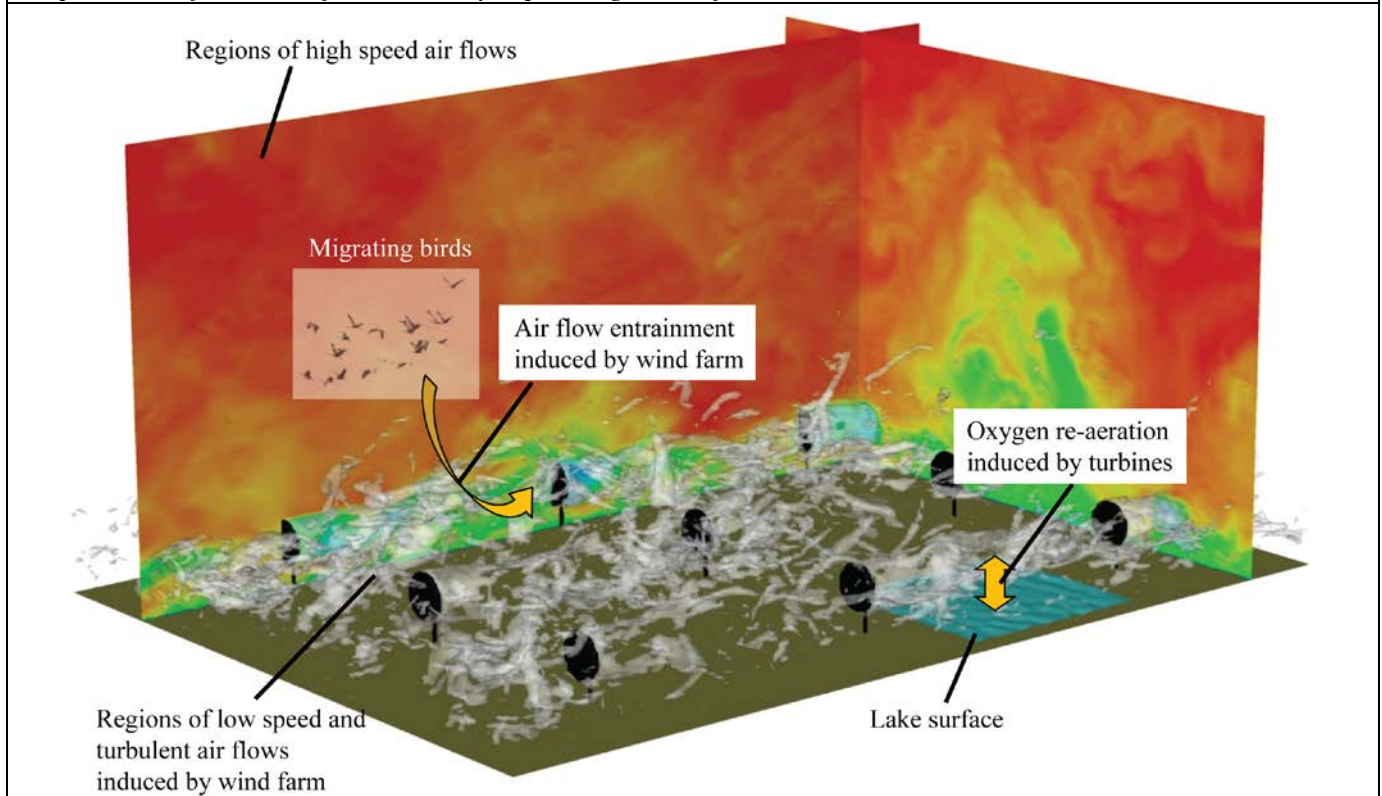 Regions of high speed air flows
Migrating birds
Air flow entrainment
induced by wind farm
Oxygen re-aeration
induced by turbines
Regions of low speed and
turbulent air flows
induced by wind farm
Lake surface